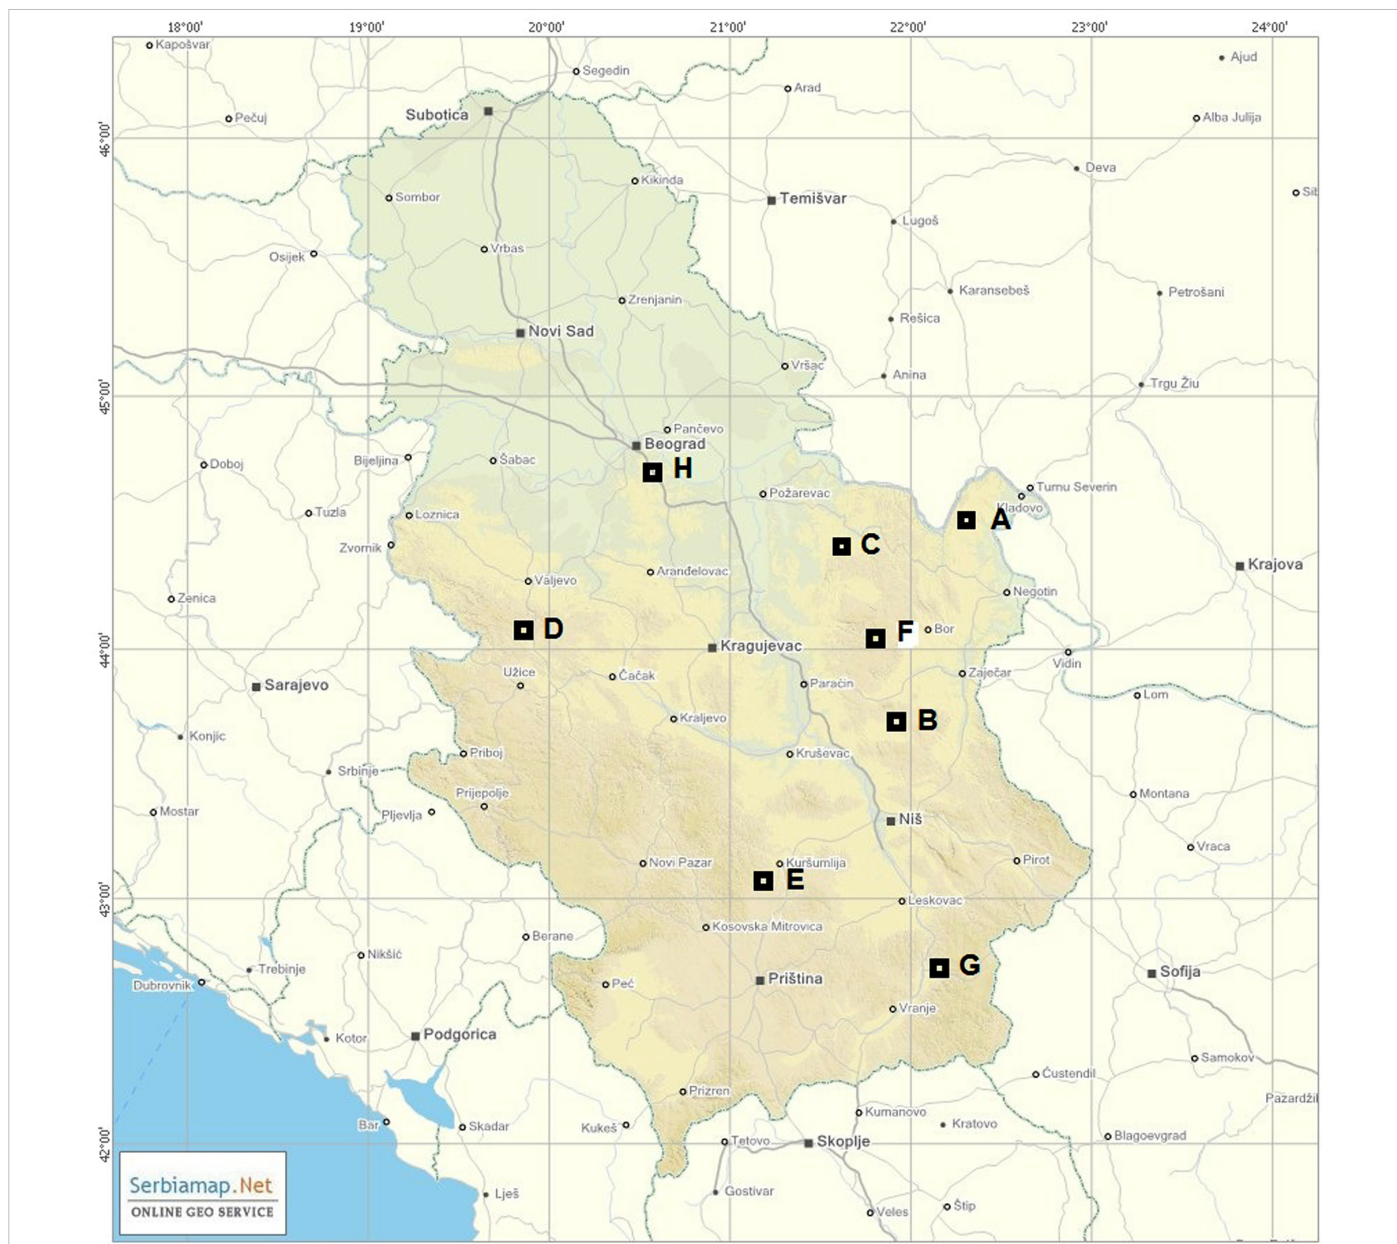 18°00' 19°00' 20°00' 21°00' 22°00' 23°00' 24°00'
Kapošvar
Segedin
Ajud
Arad
Subotica
Pečuj
Alba Julija
46°00'
Deva
Kikinda
Sib
Sombor
Temišvar
Lugoš
Vrbas
Osijek
Karansebeš
Petrošani
Zrenjanin
Rešica
Novi Sad
Vršac
Anina
Trgu Žiu
45°00'
Pančevo
Beograd
Bijeljina
Šabac
Doboj
H
Turnu Severin
Požarevac
Kladovo
Tuzla
Loznica
A
Zvornik
C
Krajova
Aranđelovac
Valjevo
Negotin
Zenica
D
F
Bor
44°00'
Kragujevac
Vidin
Užice
Čačak
Zaječar
Sarajevo
Paraćin
Lom
Kraljevo
B
Konjic
Priboj
Kruševac
Srbinje
Prijepolje
Montana
Mostar
Pljevlja
Niš
Vraca
Novi Pazar
Kuršumlija
Pirot
E
43°00'
Leskovac
Kosovska Mitrovica
Berane
Nikšić
Trebinje
G
Sofija
Dubrovnik
Peć
Priština
Vranje
Podgorica
Kotor
Samokov
Ćustendil
Prizren
Pazardžil
Kumanovo
Bar
Skadar
Kukeš
Kratovo
Blagoevgrad
42°00'
Tetovo
Skoplje
Serbiamap.Net
ONLINE GEO SERVICE
Lješ
Gostivar
Štip
Veles